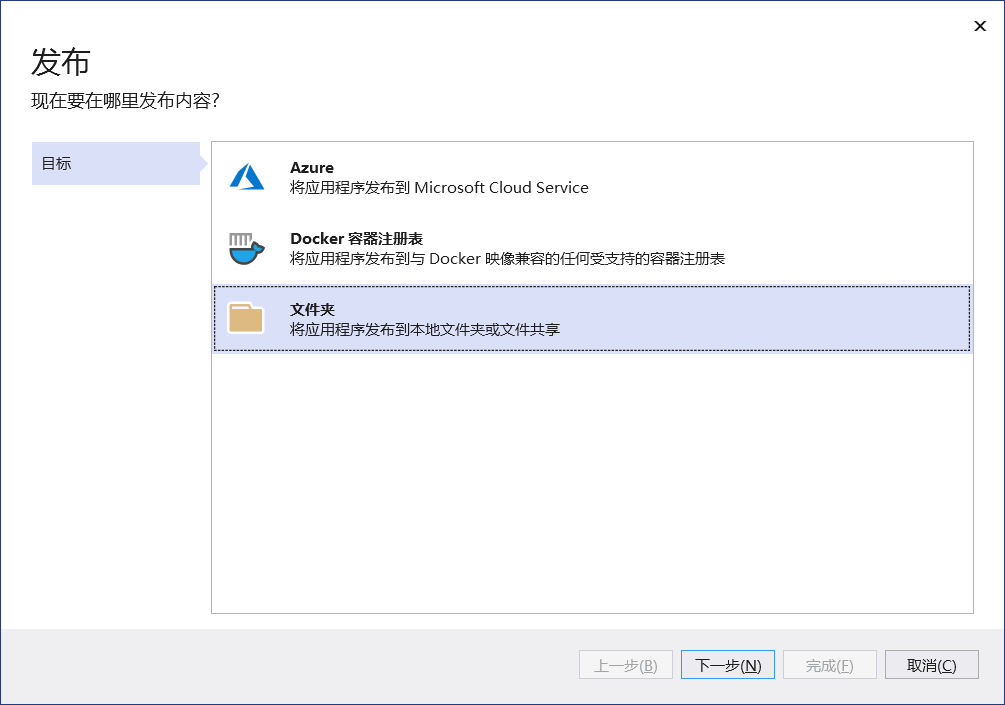 发布
现在要在哪里发布内容?
目标
Azure
将应用程序发布到 Microsoft Cloud Service
Docker 容器注册表
将应用程序发布到与 Docker 映像兼容的任何受支持的容器注册表
文件夹
将应用程序发布到本地文件夹或文件共享
上一步(B)
下一步(N)
完成(F)
取消(C)